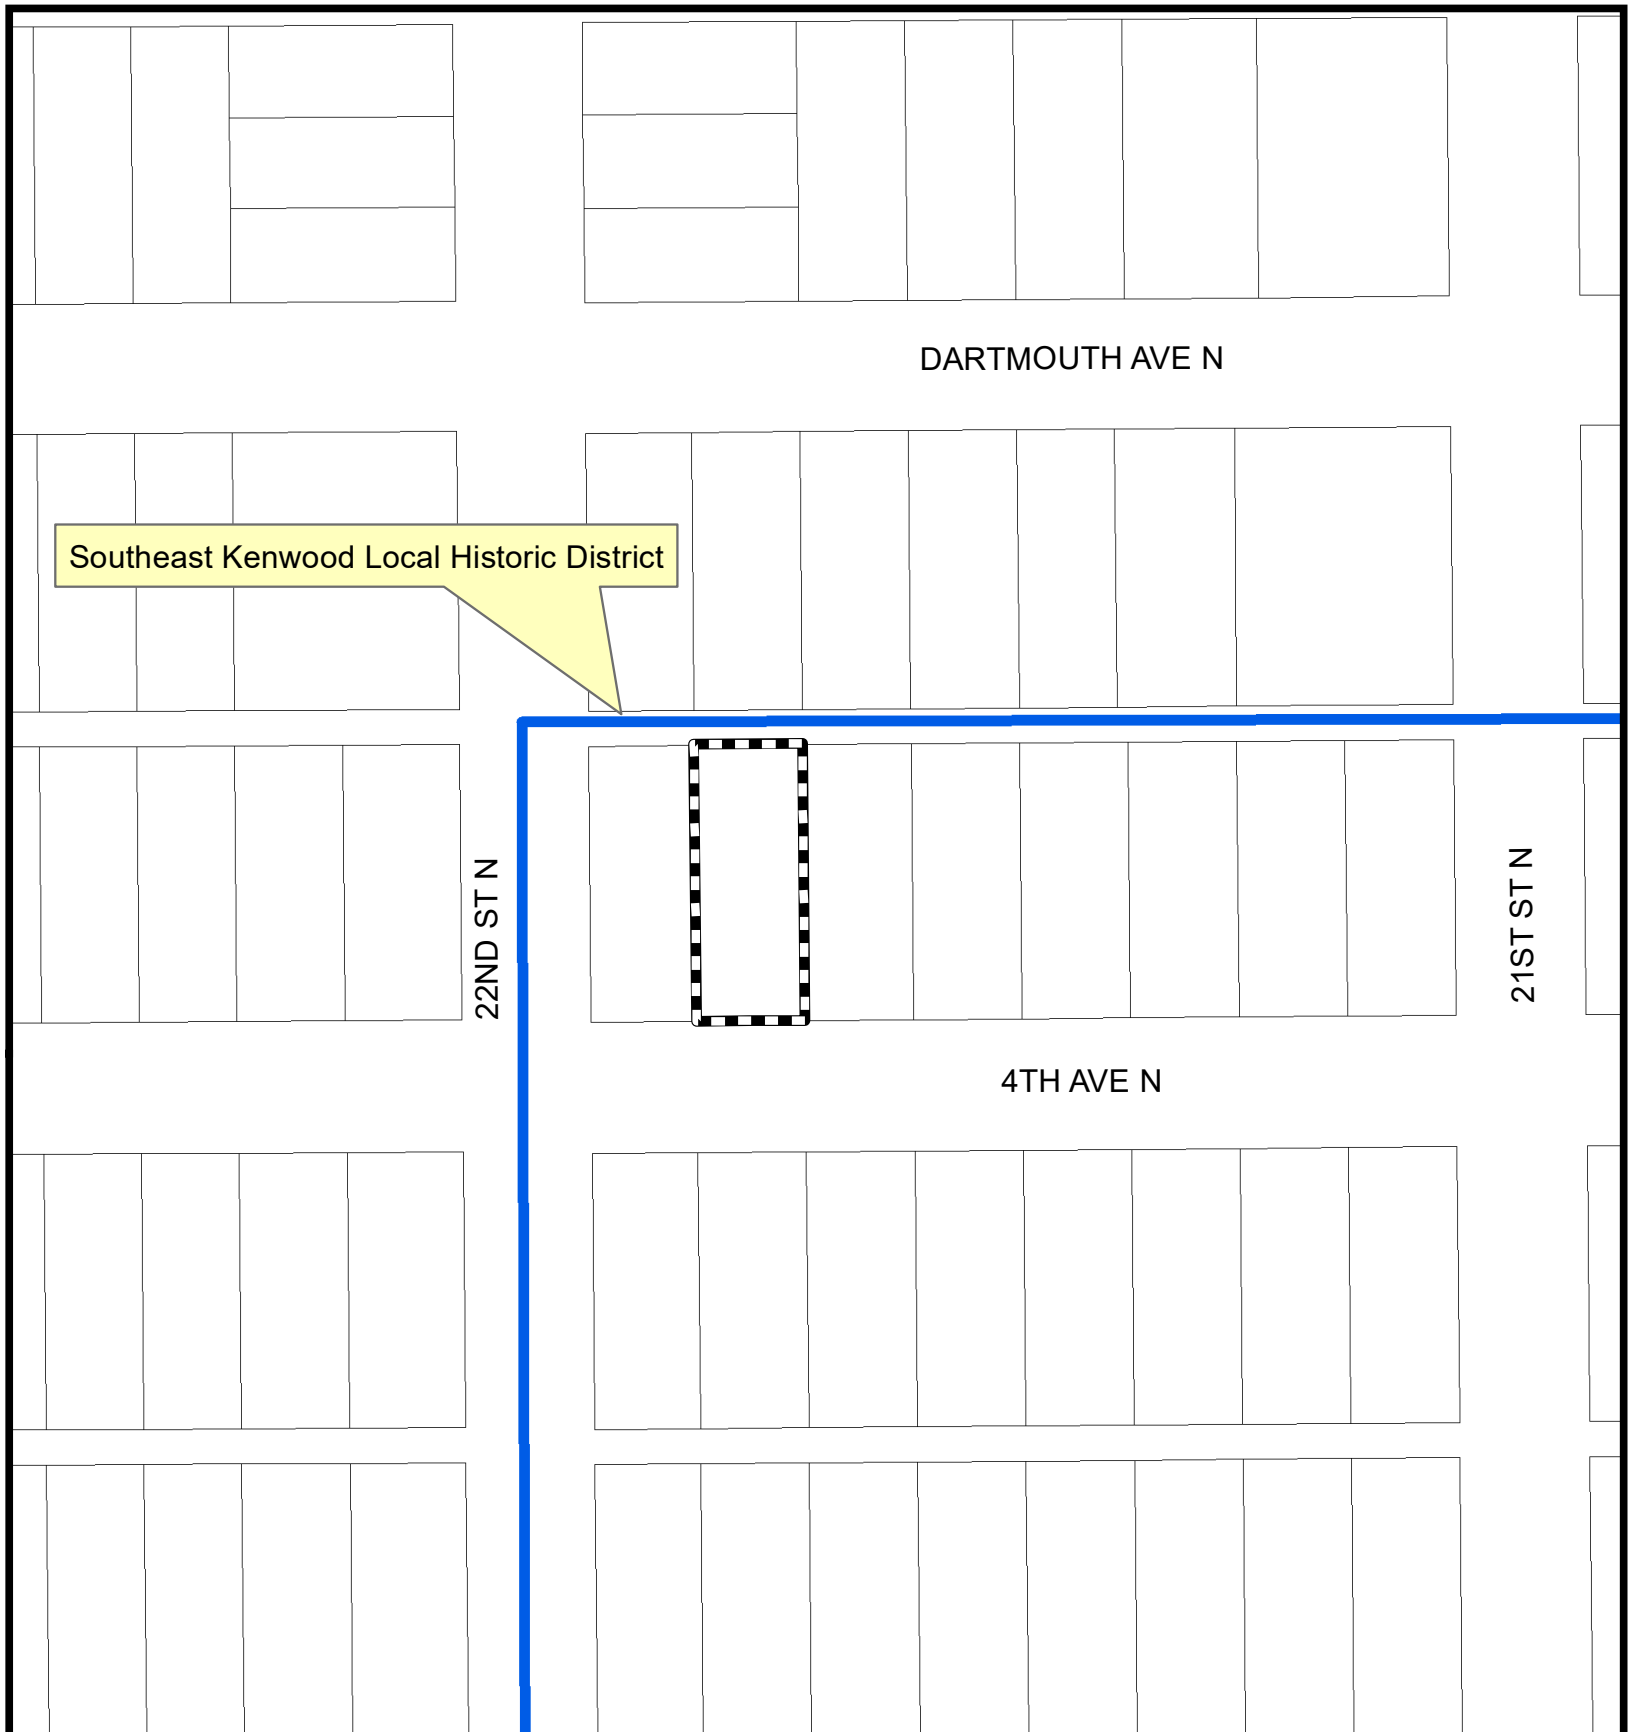 DARTMOUTH AVE N
Southeast Kenwood Local Historic District
22ND ST N
21ST ST N
4TH AVE N